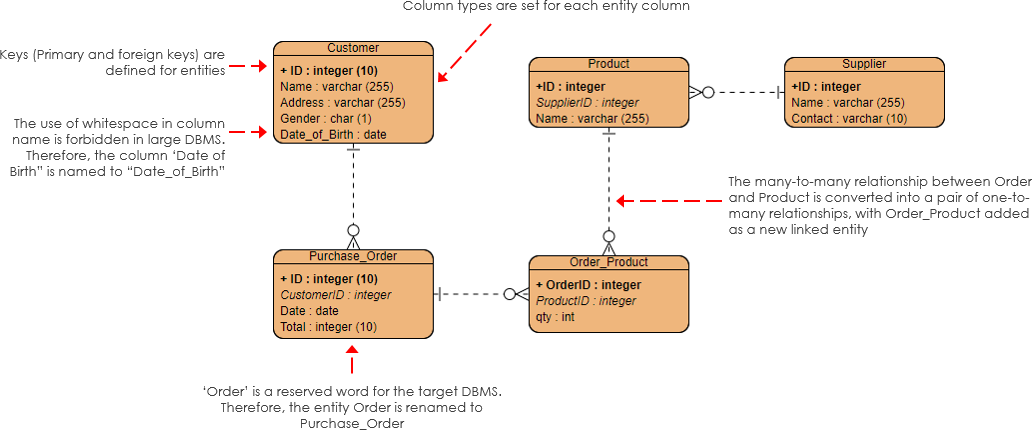 Column types are set for each entity column
Keys (Primary and foreign keys) are
defined for entities
The use of whitespace in column
name is forbidden in large DBMS.
Therefore, the column ‘Date of
Birth” is named to “Date_of_Birth”
Customer
+ ID : integer (10)
Name : varchar (255)
Address : varchar (255)
Gender : char (1)
Date_of_Birth : date
Product
+ID : integer
SupplierID : integer
Name : varchar (255)
Supplier
+ID : integer
Name : varchar (255)
Contact : varchar (10)
The many-to-many relationship between Order
and Product is converted into a pair of one-to-
many relationships, with Order_Product added
as a new linked entity
Purchase_Order
+ ID : integer (10)
CustomerID : integer
Date : date
Total : integer (10)
Order_Product
+ OrderID : integer
ProductID : integer
qty : int
‘Order’ is a reserved word for the target DBMS.
Therefore, the entity Order is renamed to
Purchase_Order